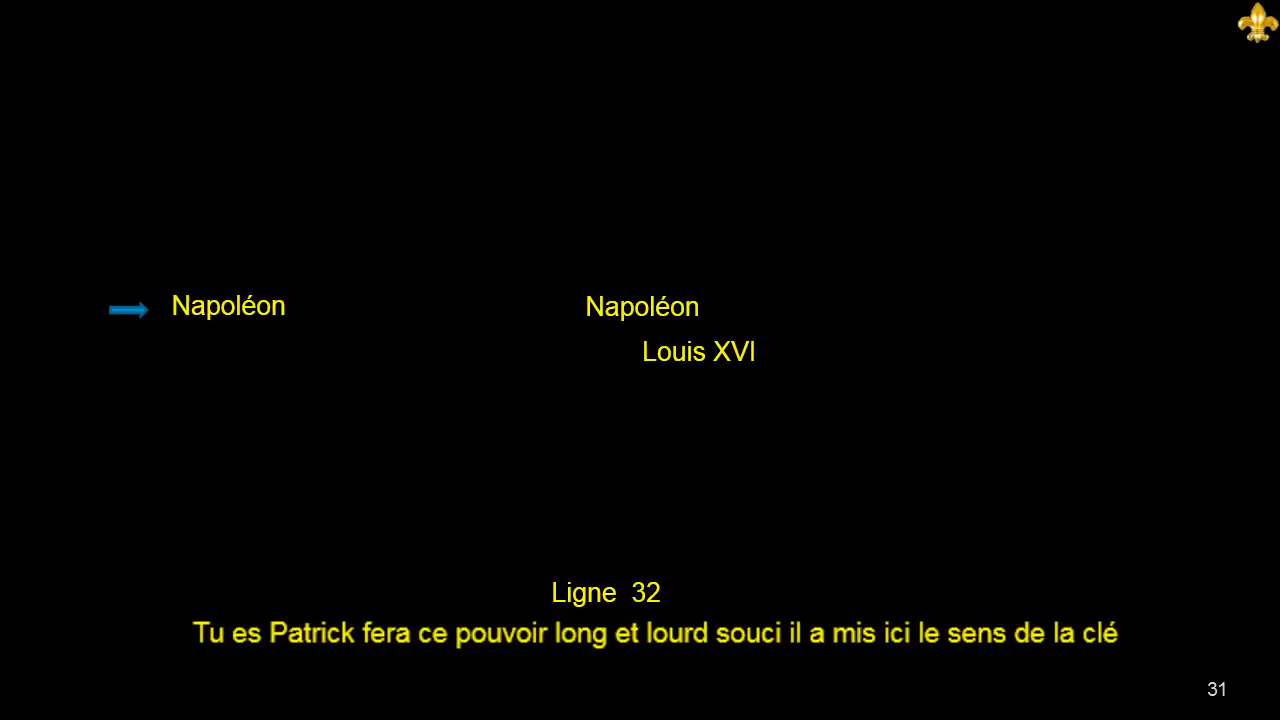 Napoléon Napoléon
Louis XVI
Ligne 32
Tu es Patrick fera ce pouvoir long et lourd souci il a mis ici le sens de la clé
31